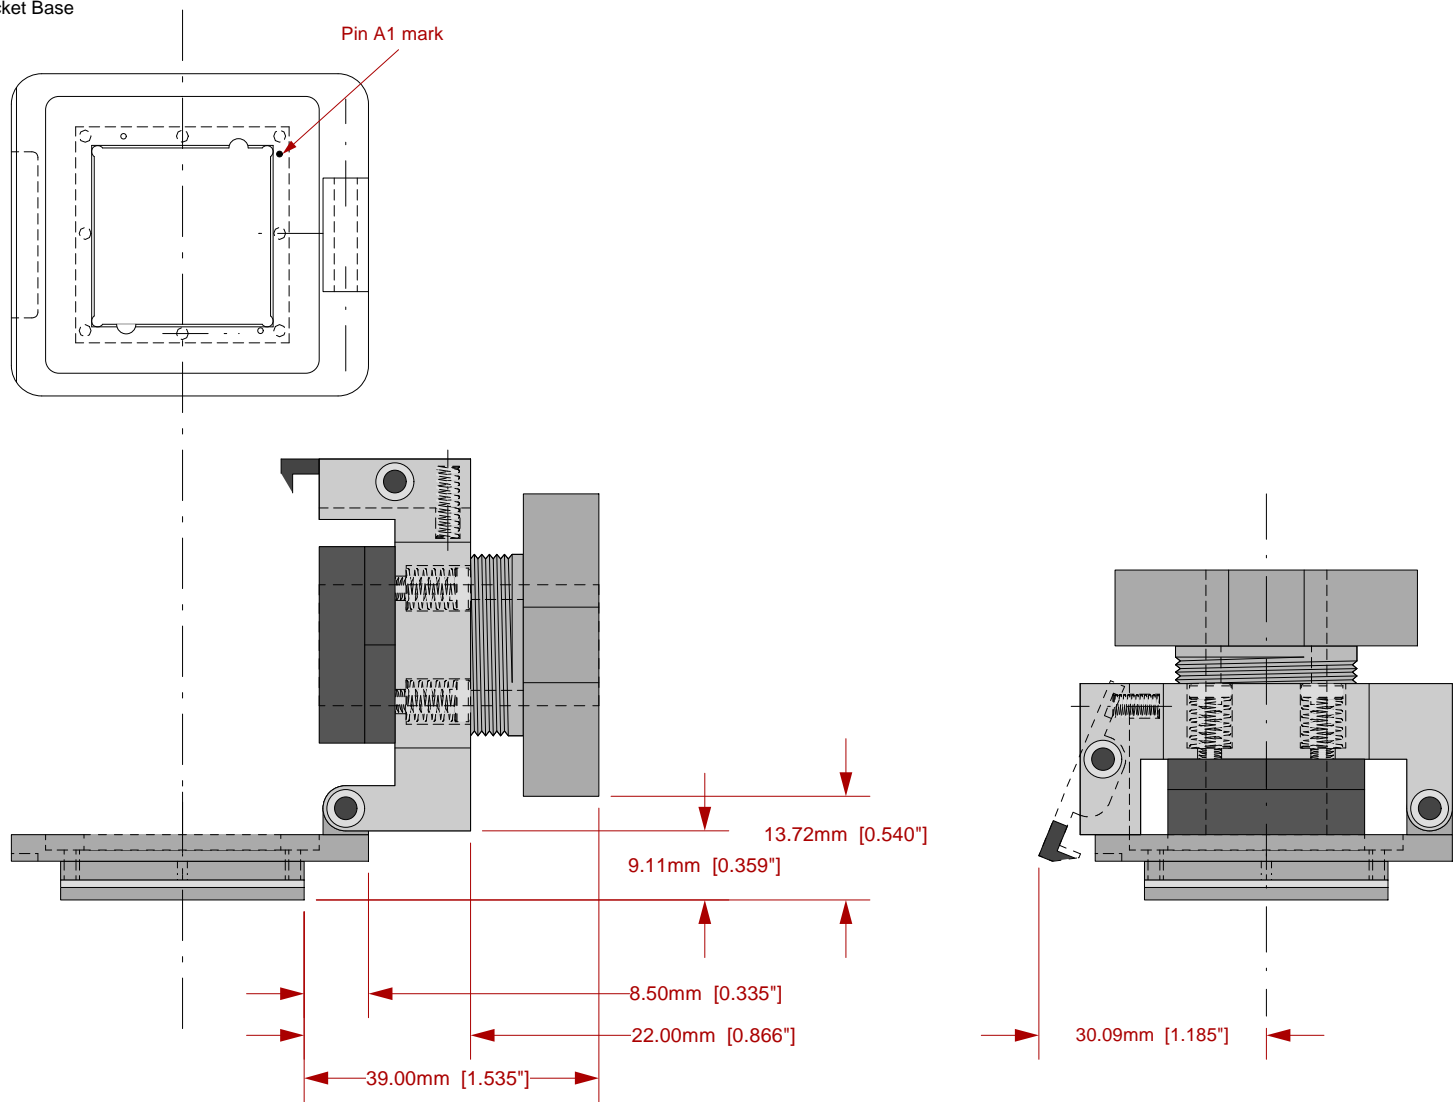 cket Base
Pin A1 mark
13.72mm [0.540"]
9.11mm [0.359"]
8.50mm [0.335"]
22.00mm [0.866"]
30.09mm [1.185"]
39.00mm [1.535"]